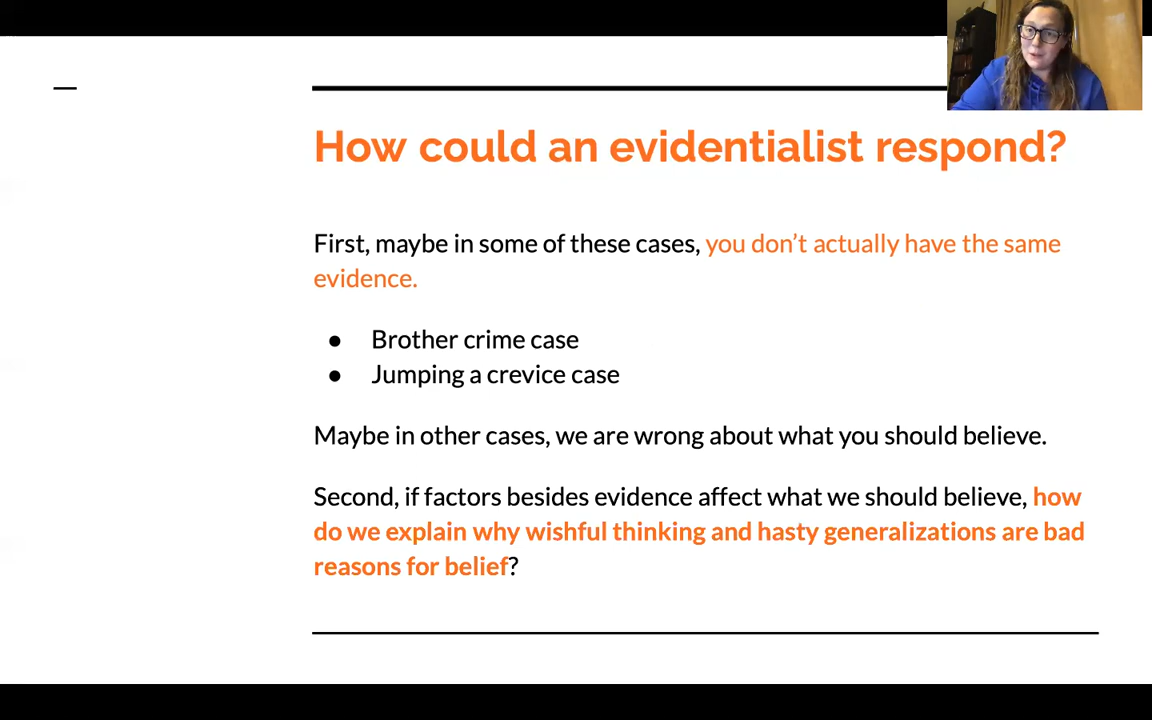 How could an evidentialist respond?
First, maybe in some of these cases, you don’t actually have the same
evidence.
● Brother crime case
● Jumping a crevice case
Maybe in other cases, we are wrong about what you should believe.
Second, if factors besides evidence affect what we should believe, how
do we explain why wishful thinking and hasty generalizations are bad
reasons for belief?